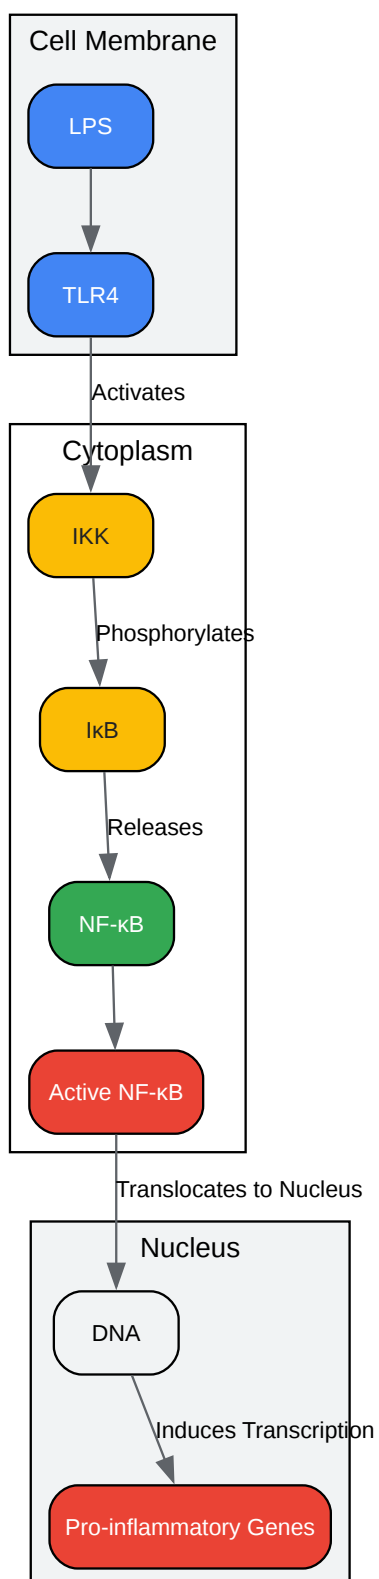 Cell Membrane
LPS
TLR4
Activates
Cytoplasm
IKK
Phosphorylates
IκB
Releases
NF-κB
Active NF-κB
Translocates to Nucleus
Nucleus
DNA
Induces Transcription
Pro-inflammatory Genes